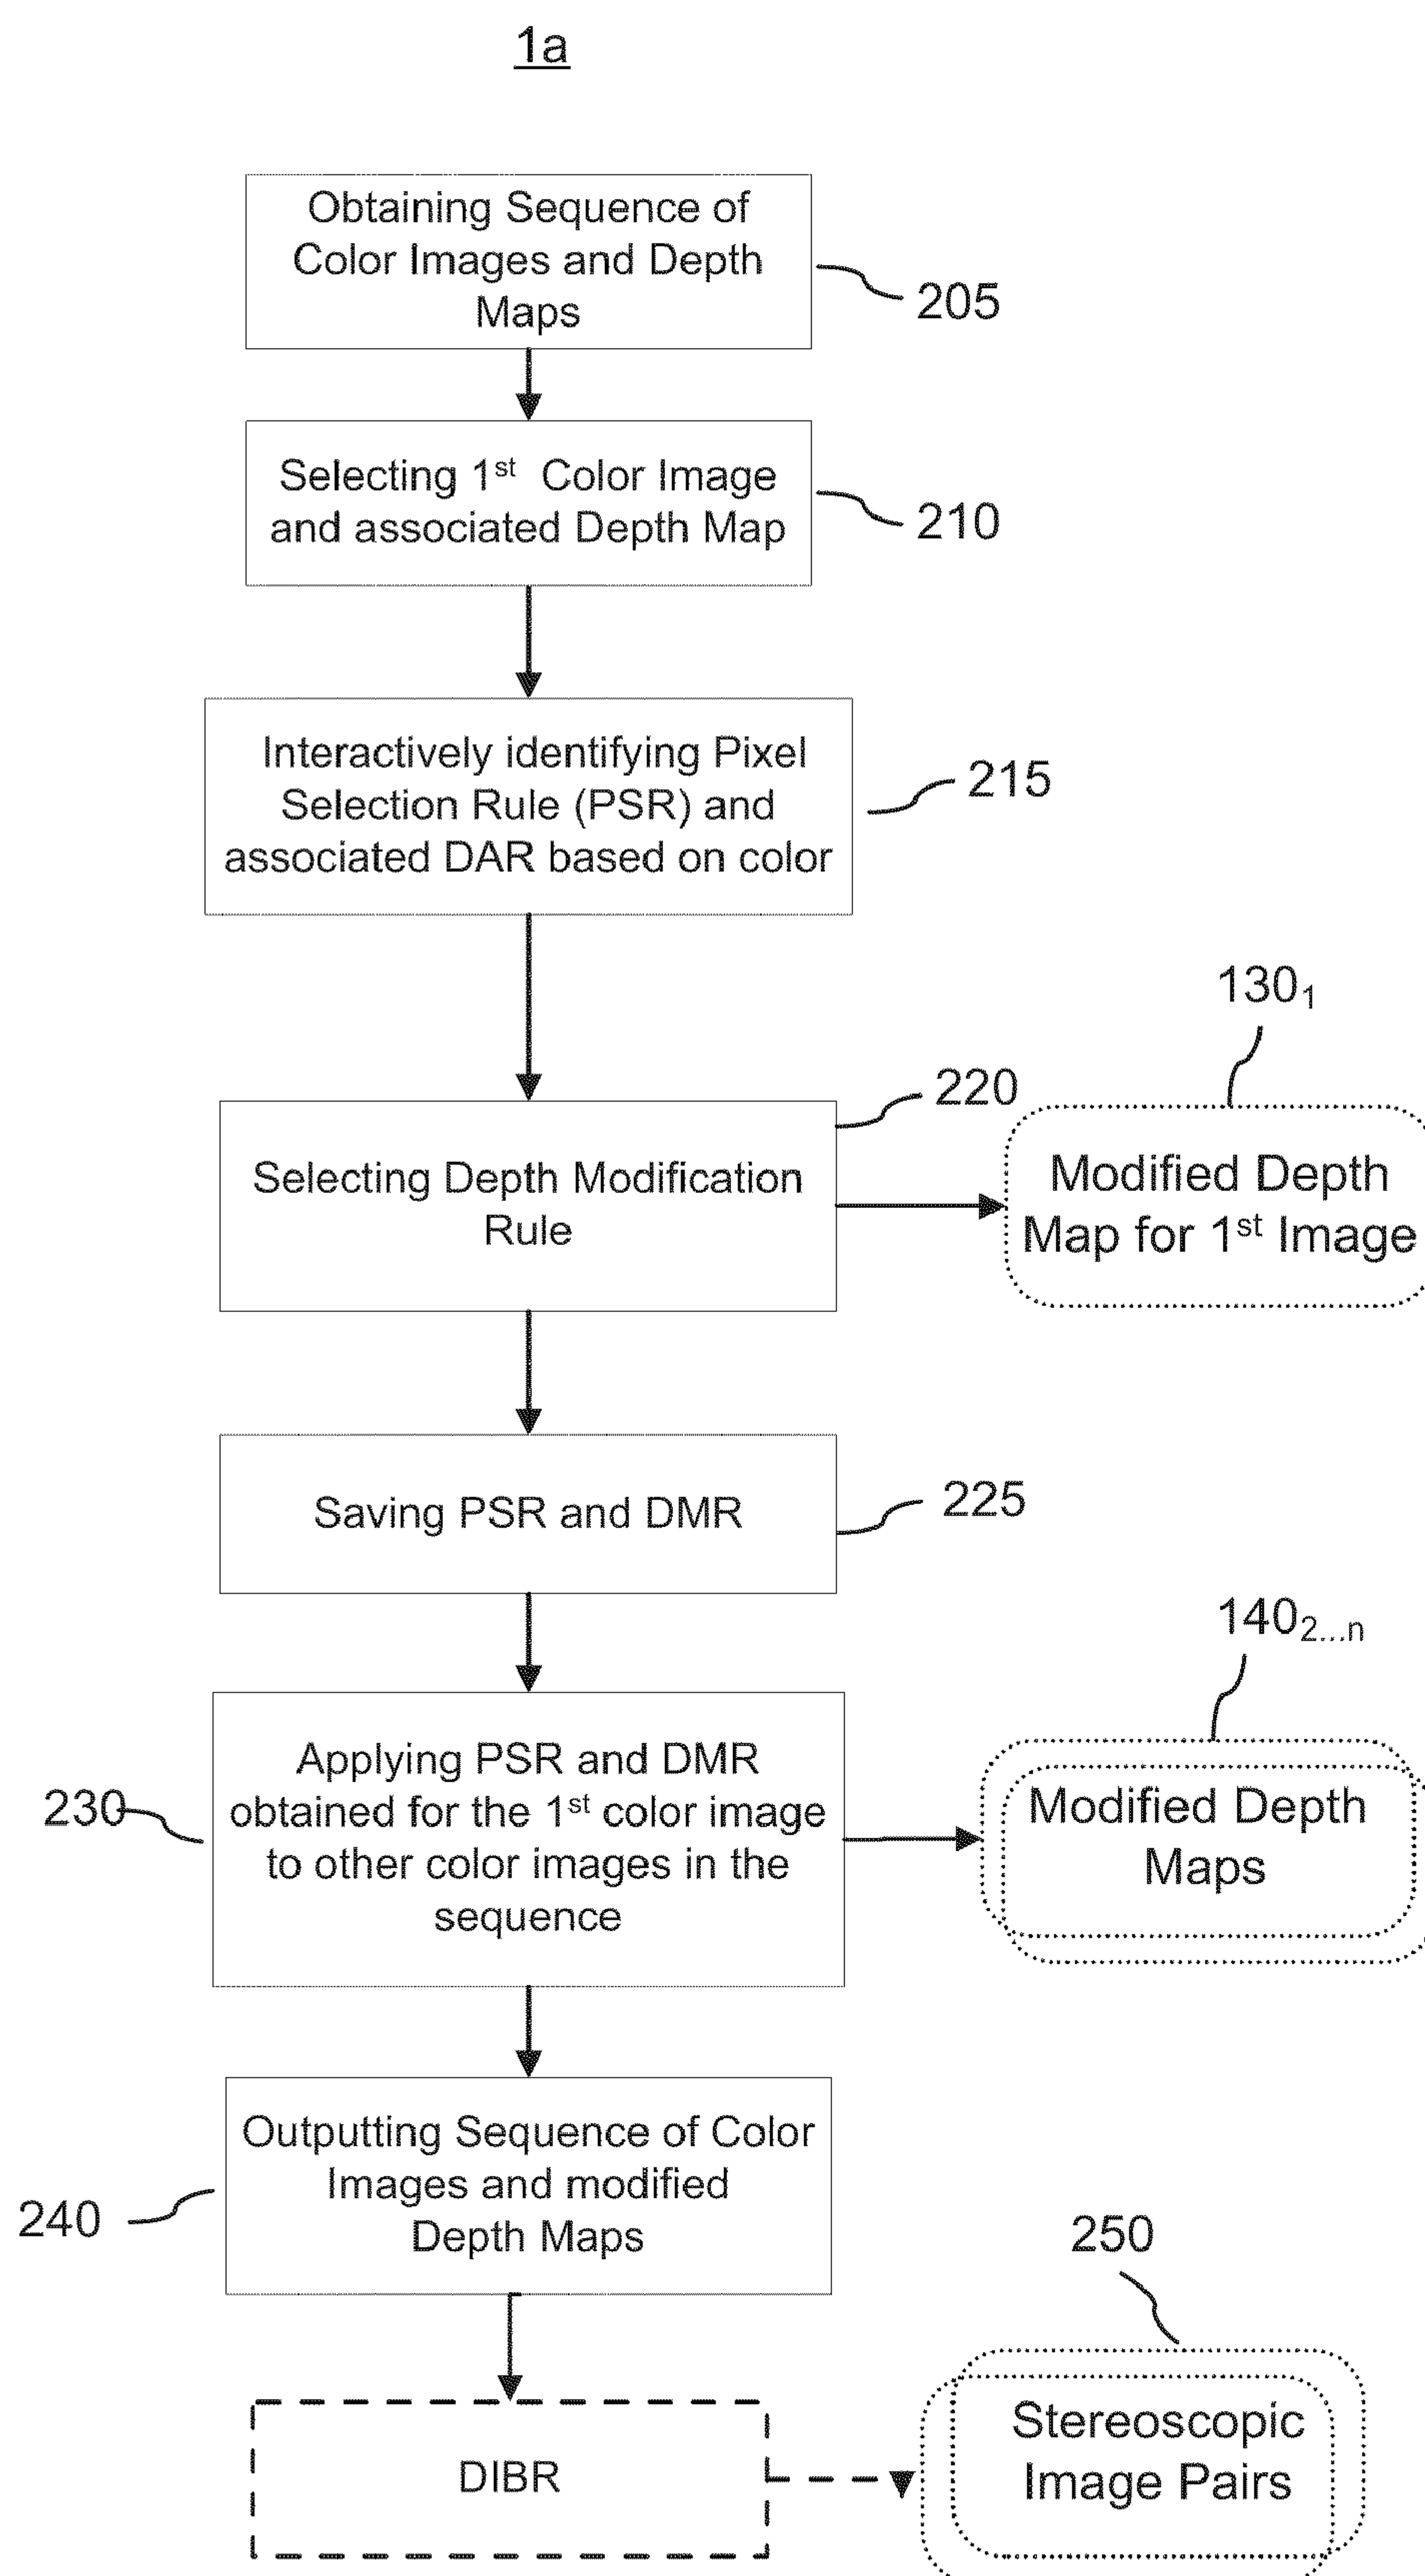 1a
Obtaining Sequence of
Color Images and Depth
Maps
205
Selecting 1st Color Image
and associated Depth Map
210
Interactively identifying Pixel
Selection Rule (PSR) and
associated DAR based on color
215
130₁
220
Selecting Depth Modification
Rule
Modified Depth
Map for 1st Image
Saving PSR and DMR
225
140₂...ₙ
230
Applying PSR and DMR
obtained for the 1st color image
to other color images in the
sequence
Modified Depth
Maps
240
Outputting Sequence of Color
Images and modified
Depth Maps
250
DIBR
Stereoscopic
Image Pairs